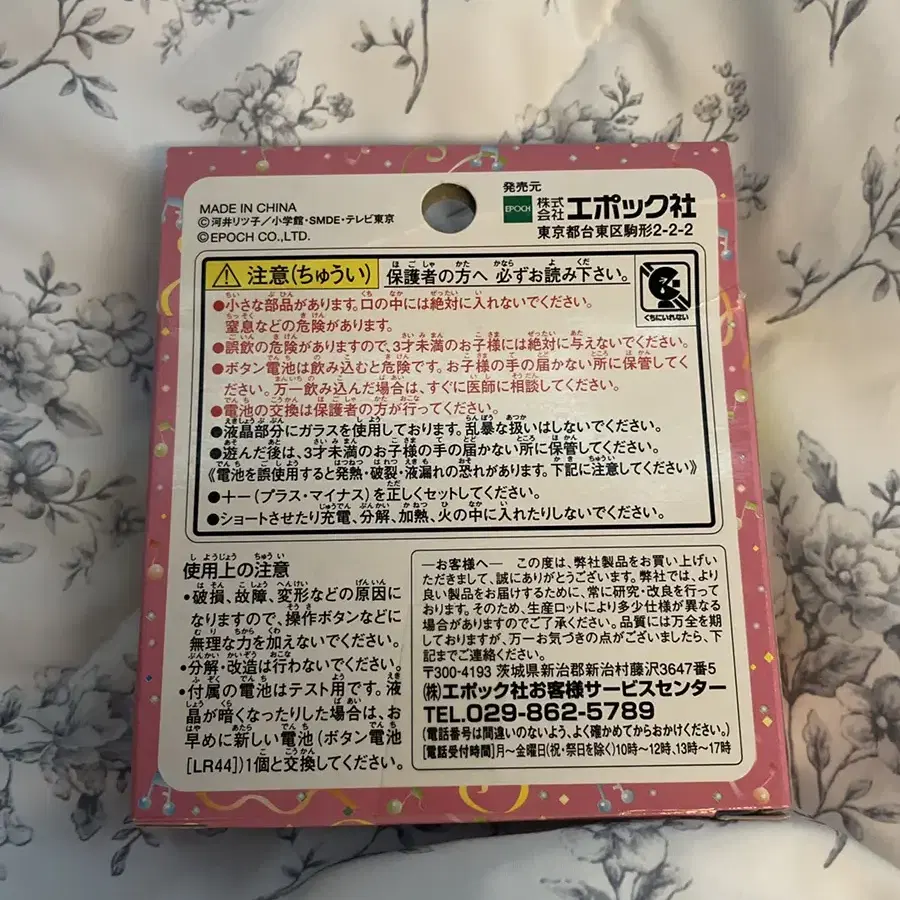 MADE IN CHINA
©河井リツ子／小学館・SMDE・テレビ東京
©EPOCH CO.,LTD.
発売元
EPOCH 株式会社 エポック社
東京都台東区駒形2-2-2
注意(ちゅうい) 保護者の方へ 必ずお読み下さい。
くちにいれない
●小さな部品があります。口の中には絶対に入れないでください。
窒息などの危険があります。
●誤飲の危険がありますので、3才未満のお子様には絶対に与えないでください。
●ボタン電池は飲み込むと危険です。お子様の手の届かない所に保管してく
ださい。万一飲み込んだ場合は、すぐに医師に相談してください。
●電池の交換は保護者の方が行ってください。
●液晶部分にガラスを使用しております。乱暴な扱いはしないでください。
●遊んだ後は、3才未満のお子様の手の届かない所に保管してください。
《電池を誤使用すると発熱・破裂・液漏れの恐れがあります。下記に注意してください》
●＋－(プラス・マイナス)を正しくセットしてください。
●ショートさせたり充電、分解、加熱、火の中に入れたりしないでください。
使用上の注意
・破損、故障、変形などの原因に
なりますので、操作ボタンなどに
無理な力を加えないでください。
・分解・改造は行わないでください。
・付属の電池はテスト用です。液
晶が暗くなったりした場合は、お
早めに新しい電池(ボタン電池
[LR44])1個と交換してください。
―お客様へ― この度は、弊社製品をお買い上げい
ただきまして、誠にありがとうございます。弊社では、より
良い製品をお届けするために、常に研究・改良を行って
おります。そのため、生産ロットにより多少仕様が異なる
場合がありますのでご了承ください。品質には万全を期
しておりますが、万一お気づきの点がございましたら、下
記までご連絡ください。
〒300-4193 茨城県新治郡新治村藤沢3647番5
(株)エポック社お客様サービスセンター
TEL.029-862-5789
(電話番号は間違いのないよう、よく確かめてからおかけください。)
[電話受付時間]月〜金曜日(祝・祭日を除く)10時〜12時、13時〜17時